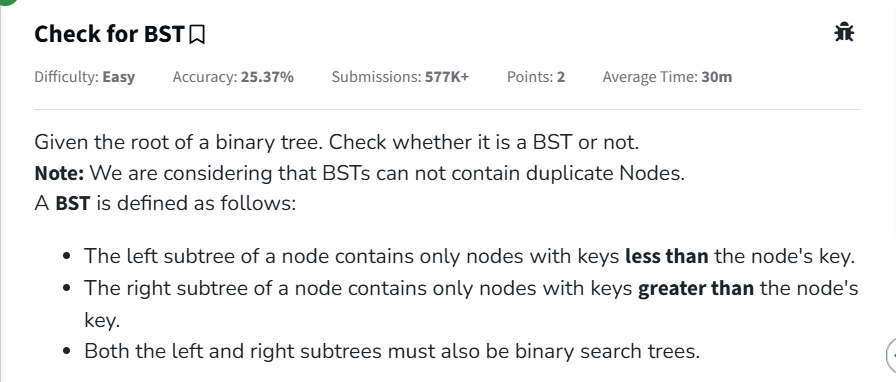 Check for BST
Difficulty: Easy Accuracy: 25.37% Submissions: 577K+ Points: 2 Average Time: 30m
Given the root of a binary tree. Check whether it is a BST or not.
Note: We are considering that BSTs can not contain duplicate Nodes.
A BST is defined as follows:
The left subtree of a node contains only nodes with keys less than the node's key.
The right subtree of a node contains only nodes with keys greater than the node's
key.
Both the left and right subtrees must also be binary search trees.